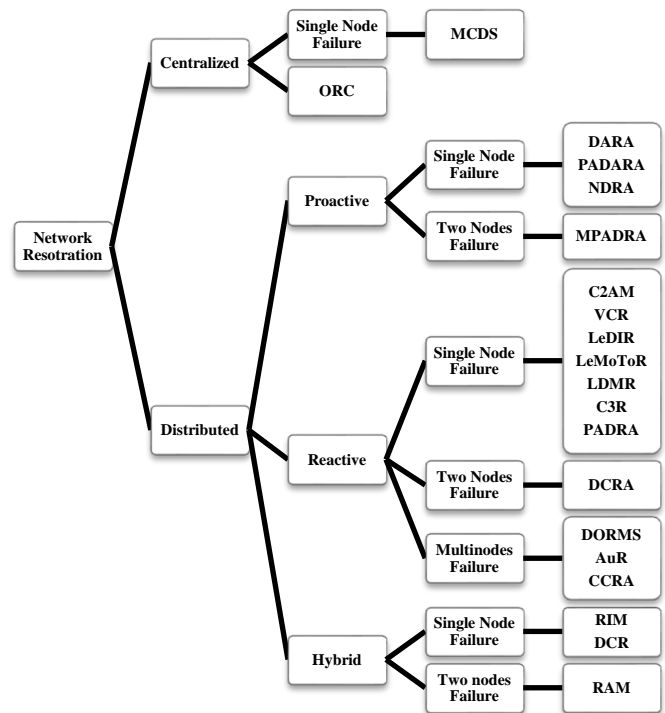 Network
Resotration
Centralized
Single Node
Failure
MCDS
ORC
Distributed
Proactive
Single Node
Failure
DARA
PADARA
NDRA
Two Nodes
Failure
MPADRA
Reactive
Single Node
Failure
C2AM
VCR
LeDIR
LeMoToR
LDMR
C3R
PADRA
Two Nodes
Failure
DCRA
Multinodes
Failure
DORMS
AuR
CCRA
Hybrid
Single Node
Failure
RIM
DCR
Two nodes
Failure
RAM